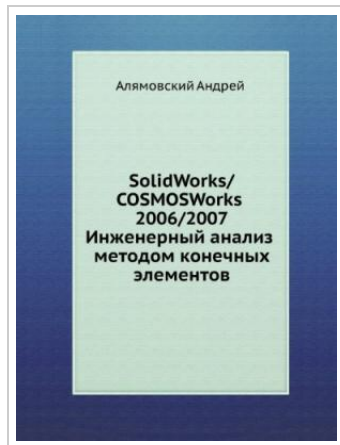 Алямовский Андрей
SolidWorks/
COSMOSWorks
2006/2007
Инженерный анализ
методом конечных
элементов